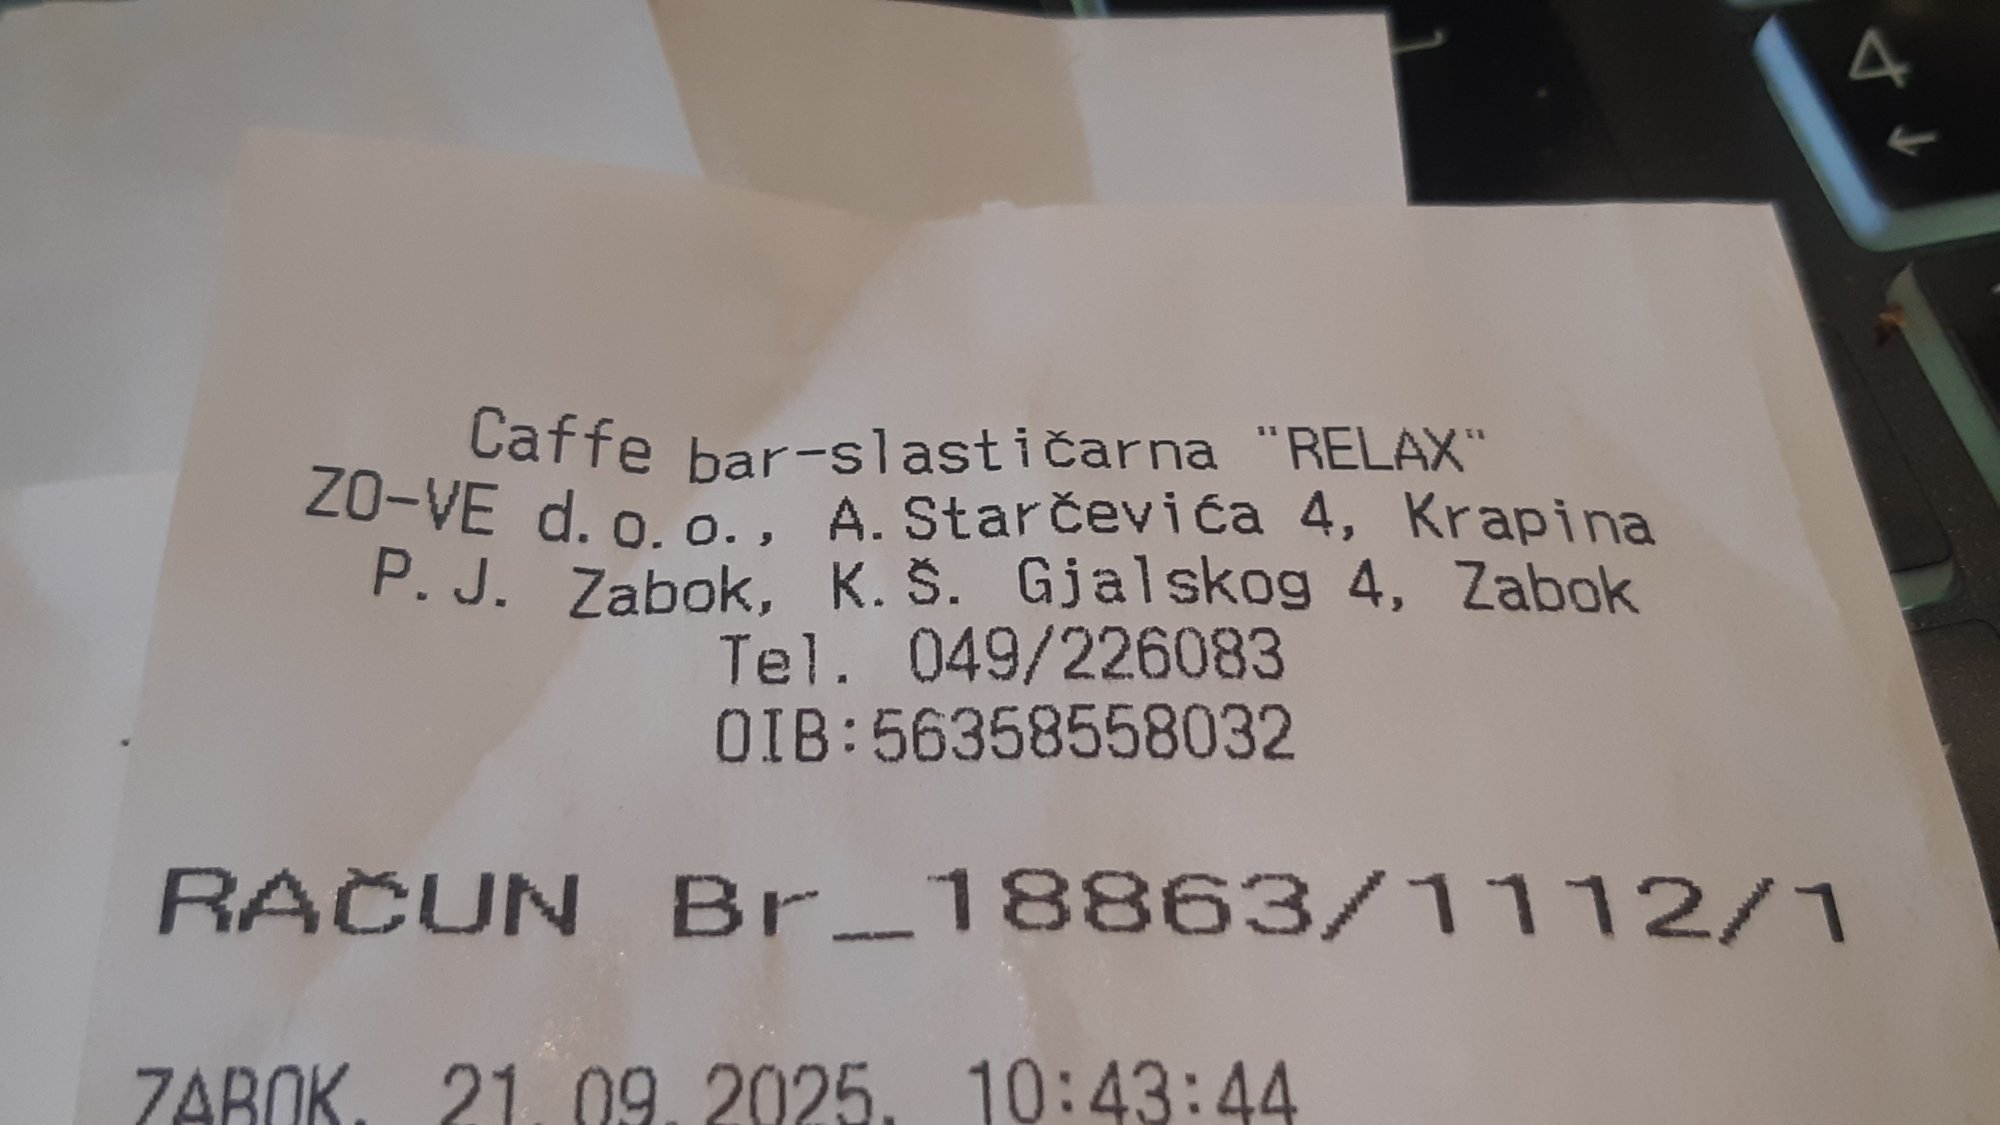 4
←
Caffe bar-slastičarna "RELAX"
ZO-VE d.o.o., A.Starčevića 4, Krapina
P.J. Zabok, K.Š. Gjalskog 4, Zabok
Tel. 049/226083
OIB:56358558032
RAČUN Br_18863/1112/1
ZABOK, 21.09.2025. 10:43:44